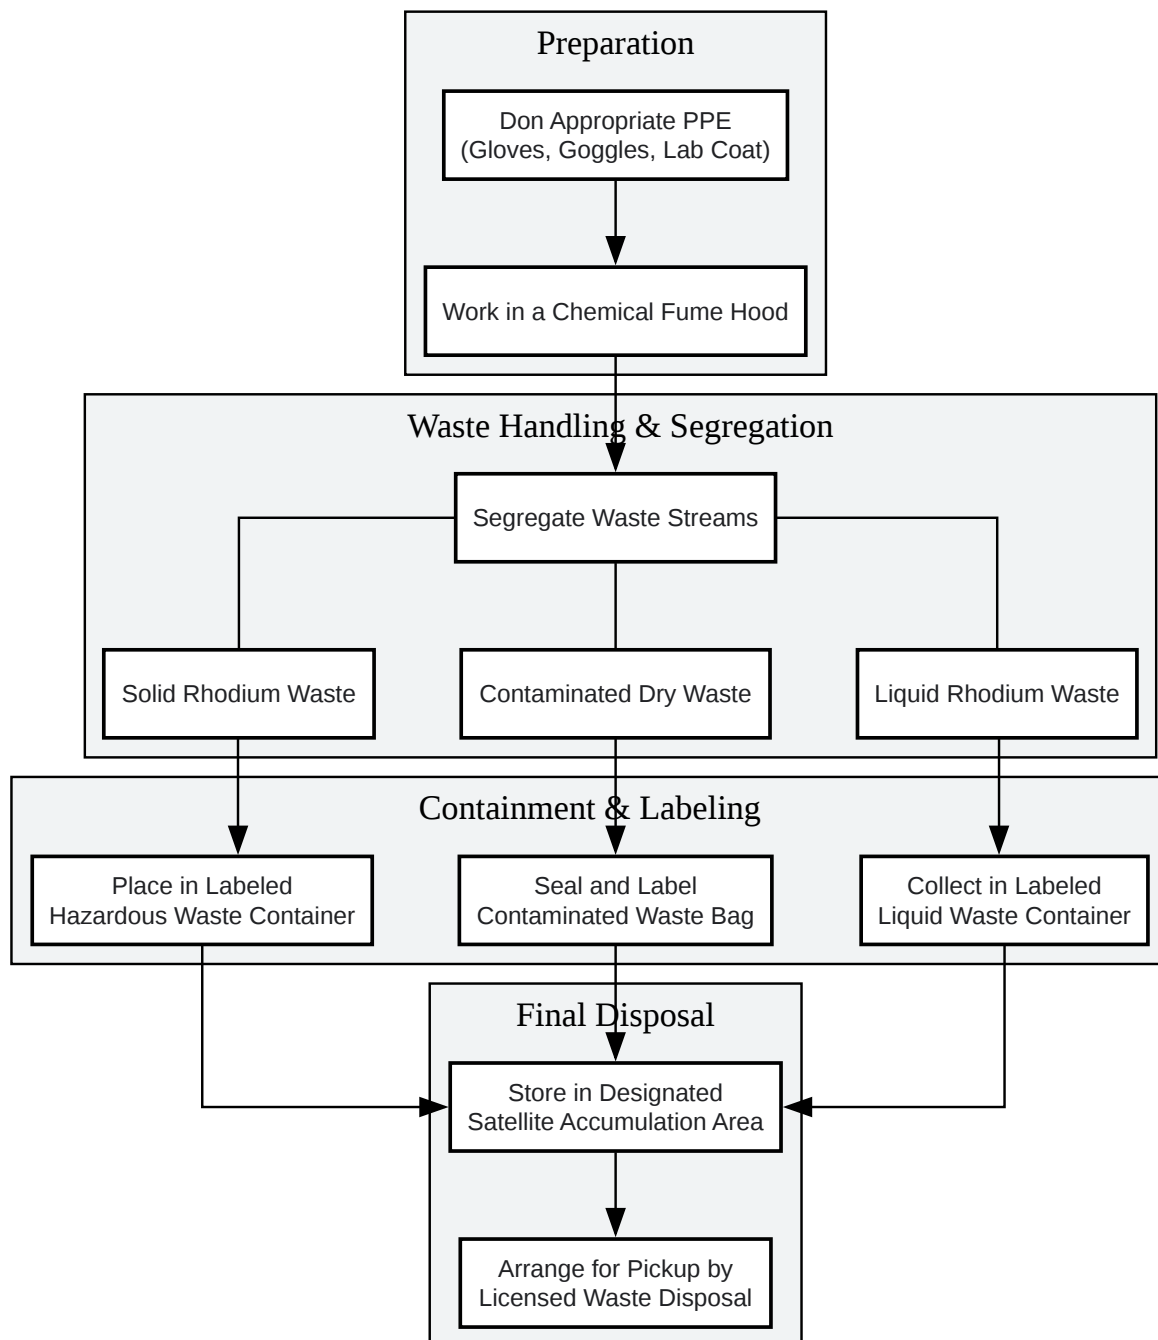 Preparation
Don Appropriate PPE
(Gloves, Goggles, Lab Coat)
Work in a Chemical Fume Hood
Waste Handling & Segregation
Segregate Waste Streams
Solid Rhodium Waste
Contaminated Dry Waste
Liquid Rhodium Waste
Containment & Labeling
Place in Labeled
Hazardous Waste Container
Seal and Label
Contaminated Waste Bag
Collect in Labeled
Liquid Waste Container
Final Disposal
Store in Designated
Satellite Accumulation Area
Arrange for Pickup by
Licensed Waste Disposal